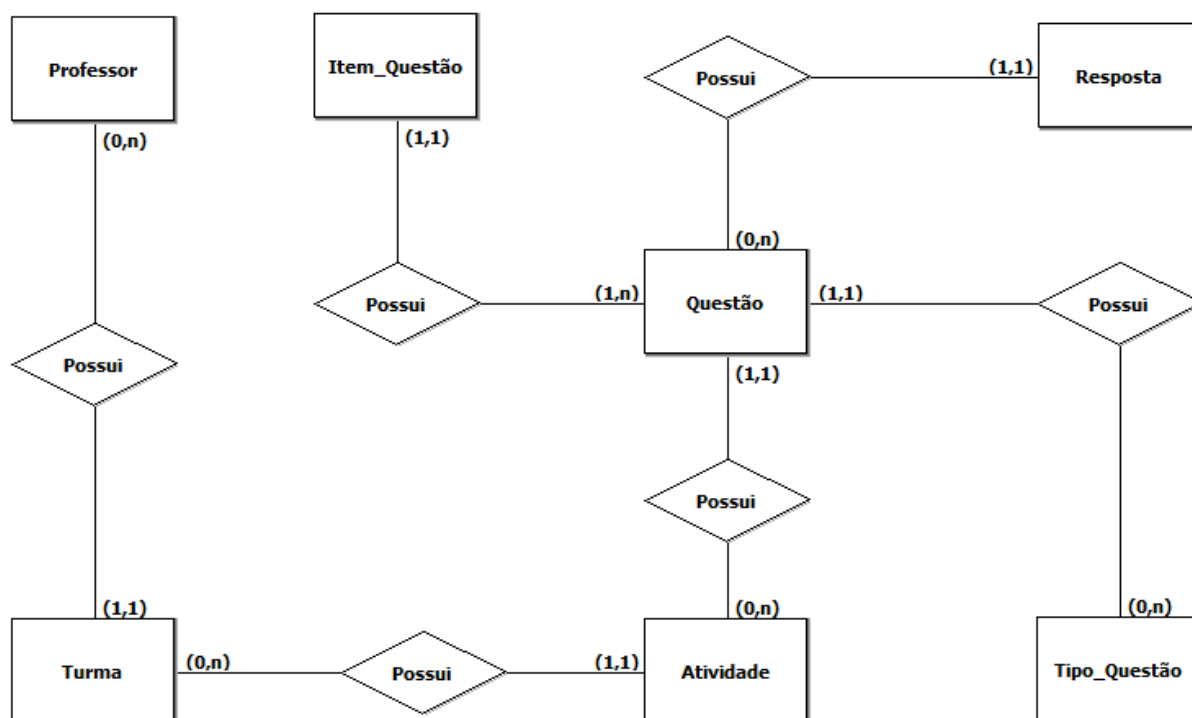 Professor
Item_Questão
Possui
(1,1)
Resposta
(0,n)
(1,1)
(0,n)
Possui
(1,n)
Questão
(1,1)
Possui
Possui
(1,1)
Possui
(1,1)
(0,n)
(0,n)
Turma
(0,n)
Possui
(1,1)
Atividade
Tipo_Questão